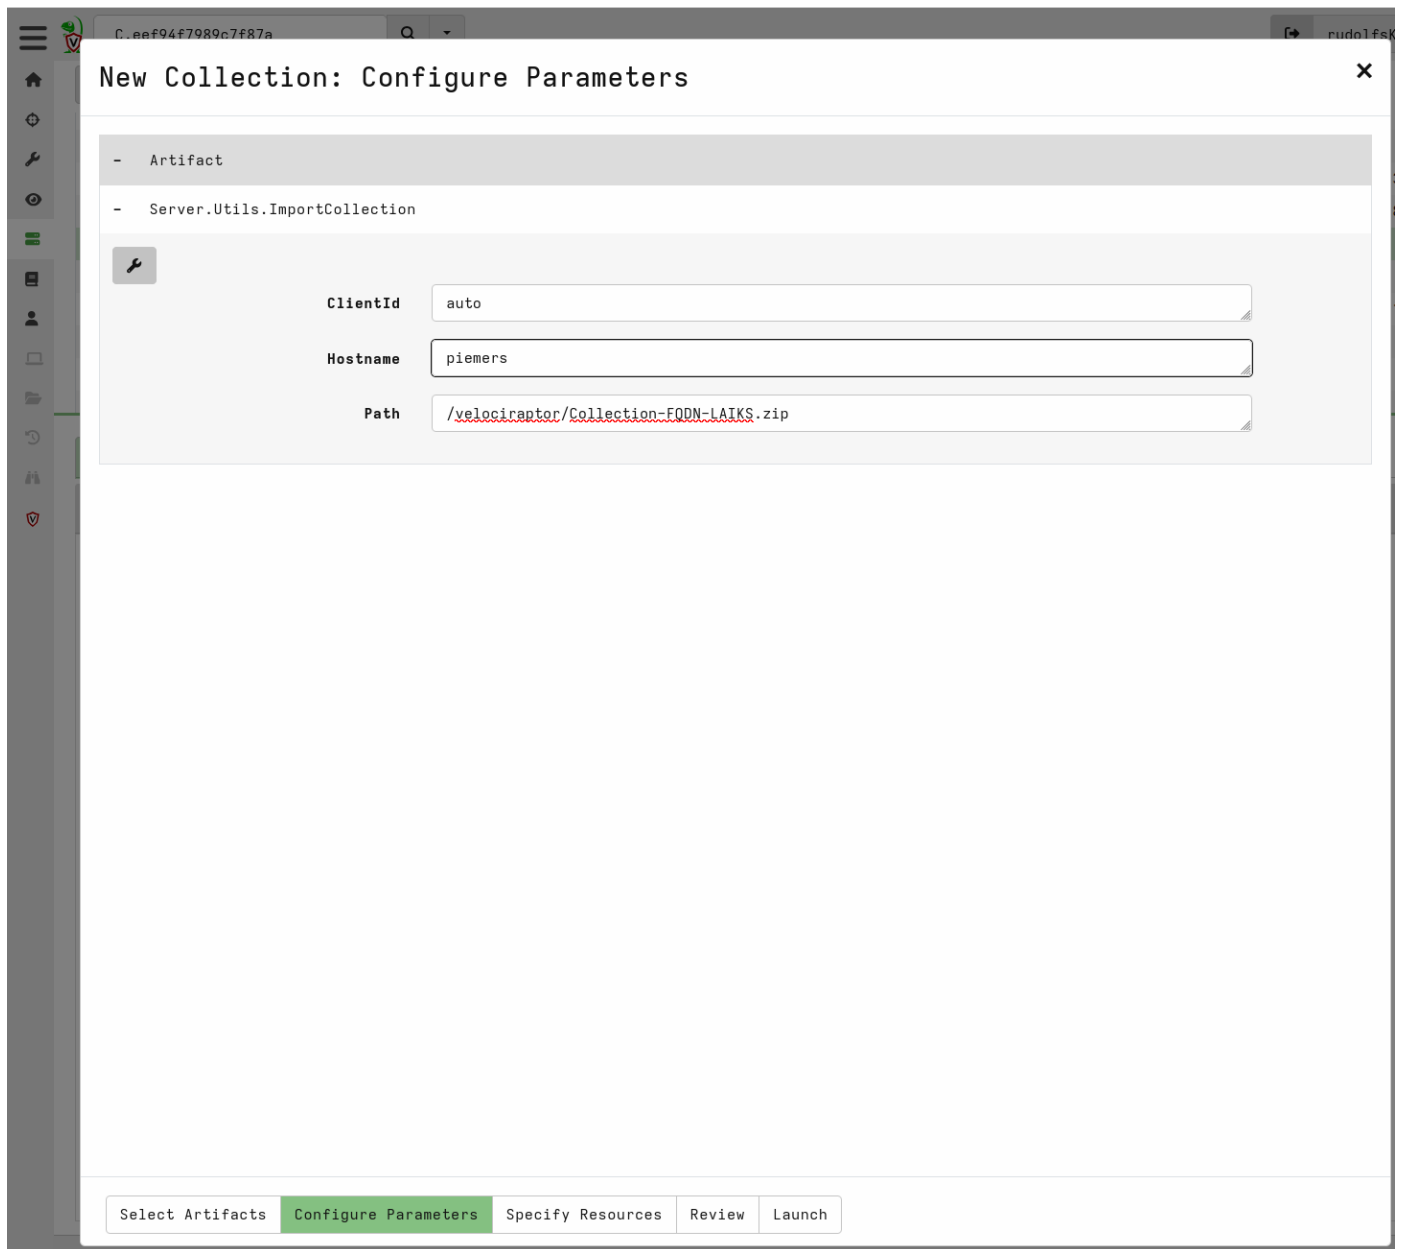 C.eef94f7989c7f87a
New Collection: Configure Parameters
- Artifact
- Server.Utils.ImportCollection
ClientId auto
Hostname piemers
Path /velociraptor/Collection-FQDN-LAIKS.zip
Select Artifacts Configure Parameters Specify Resources Review Launch